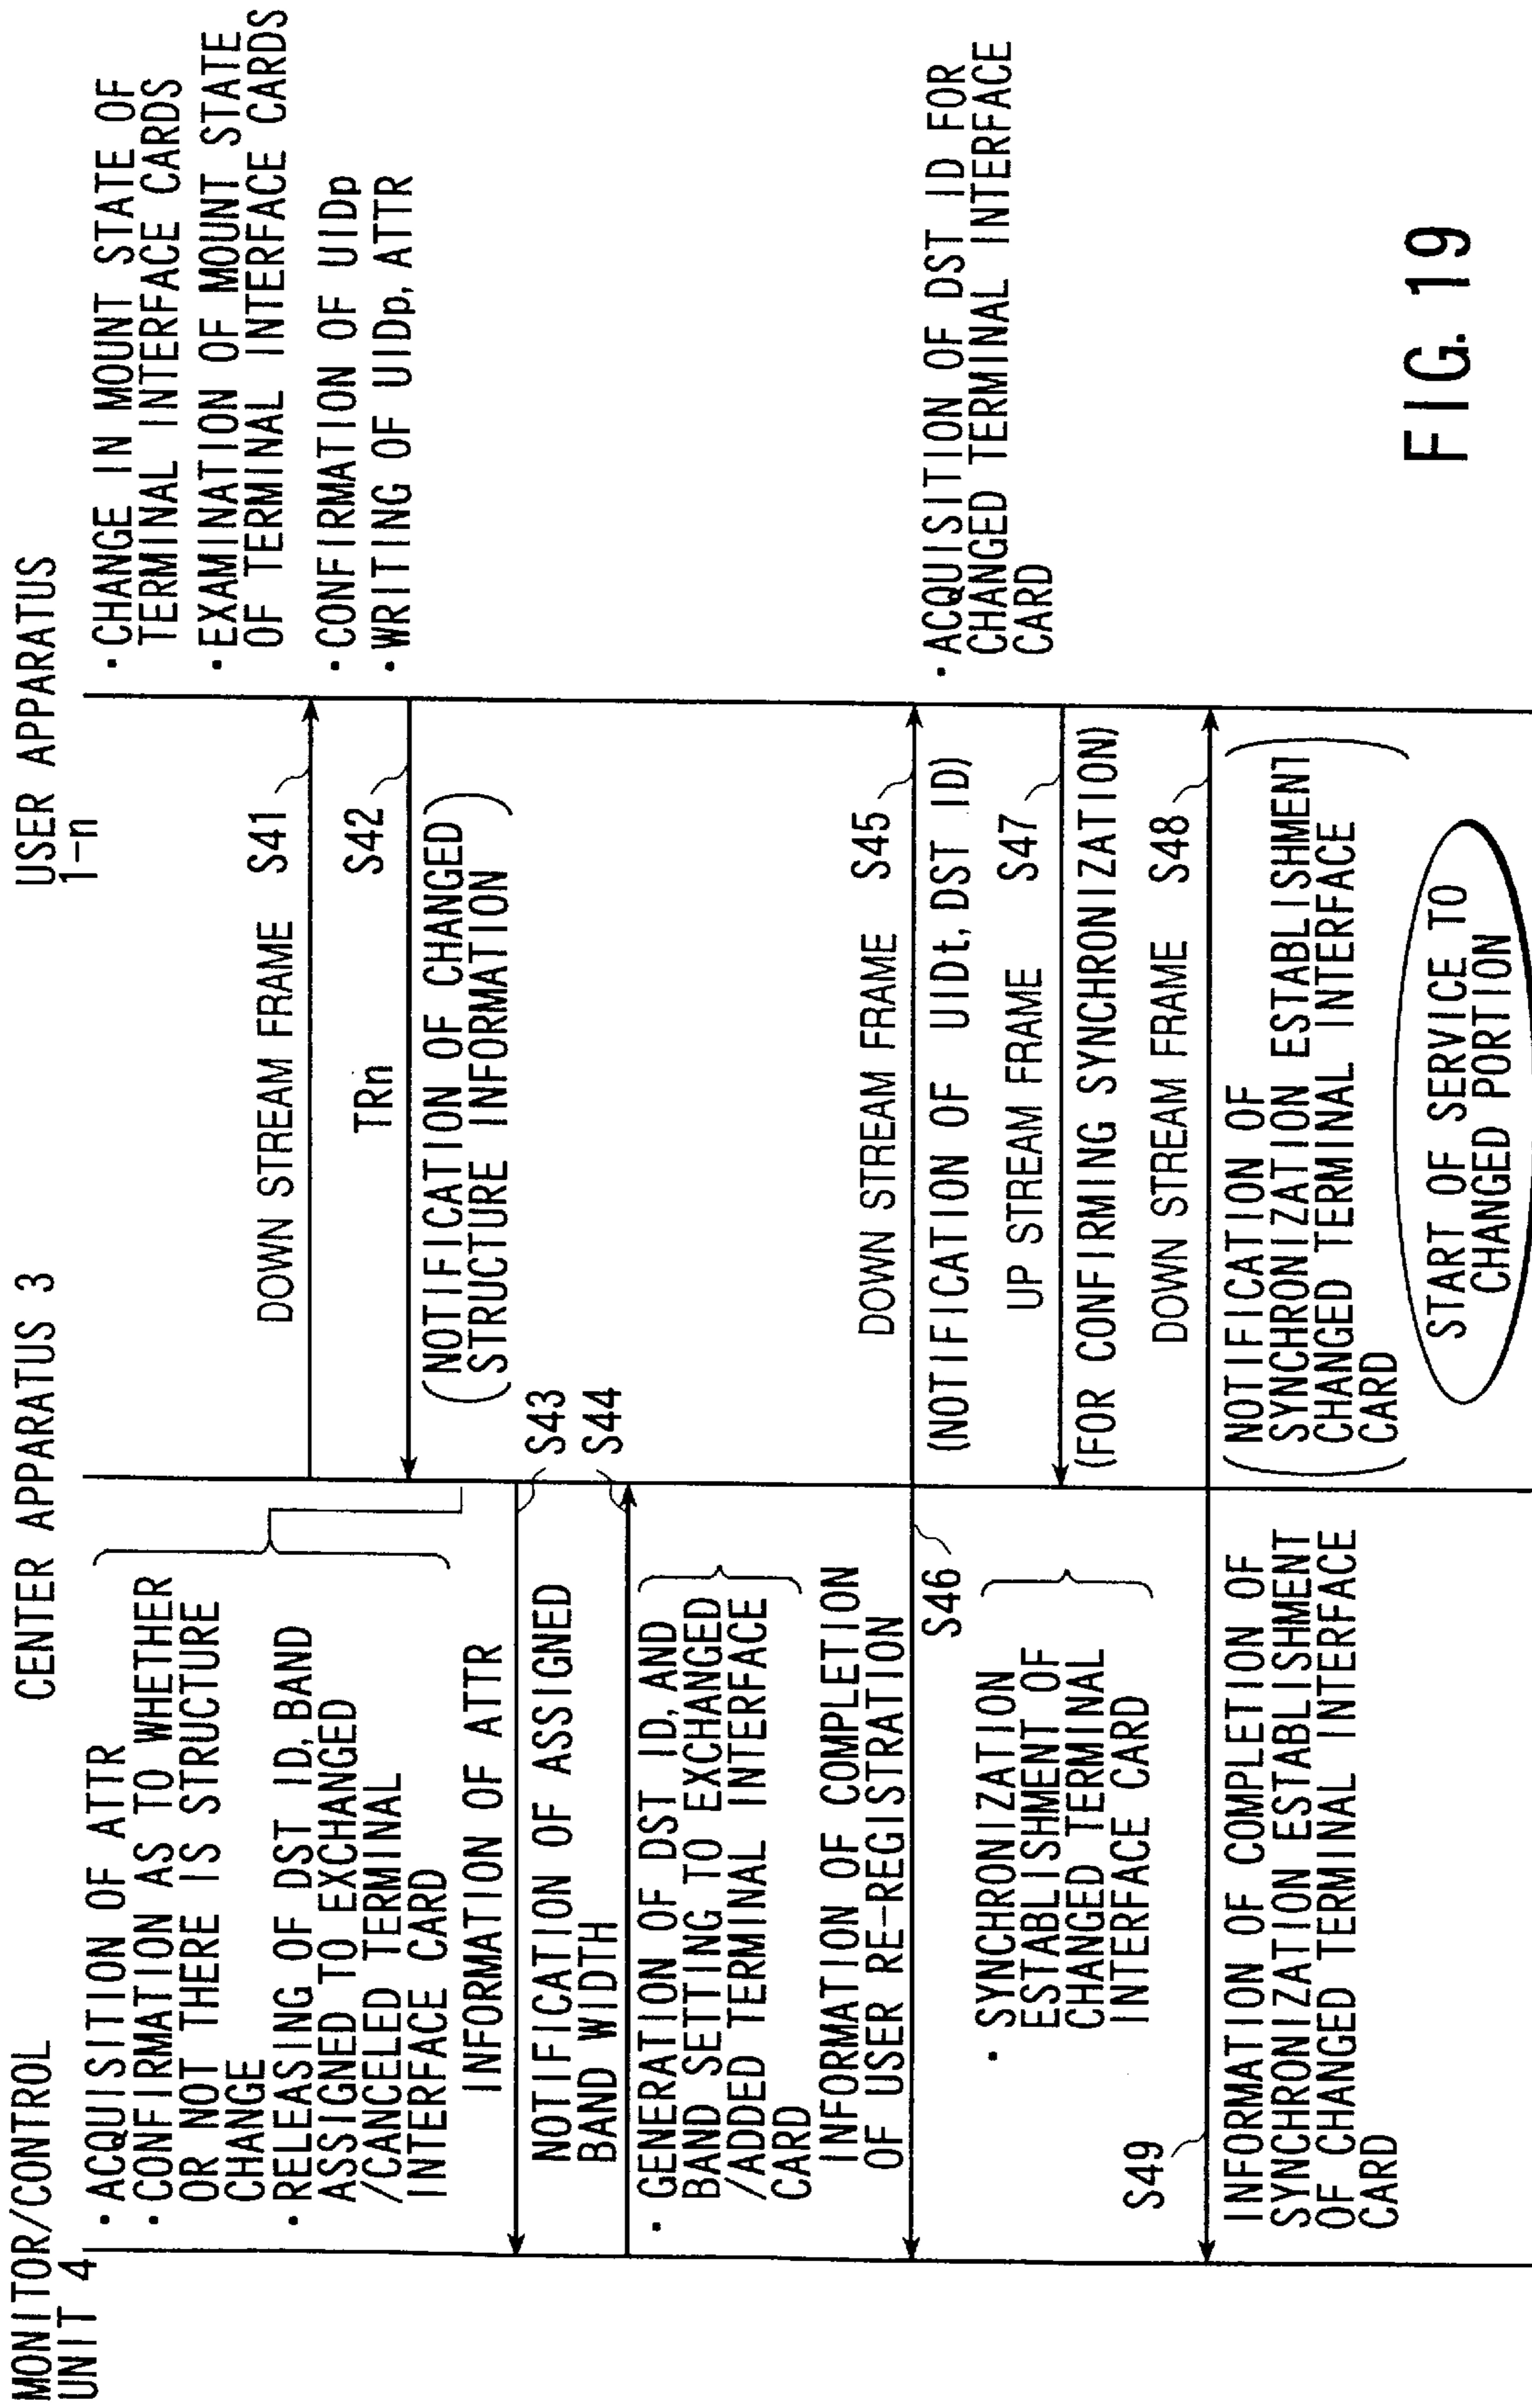 MONITOR/CONTROL
UNIT 4
CENTER APPARATUS 3
USER APPARATUS
1-n
· CHANGE IN MOUNT STATE OF
TERMINAL INTERFACE CARDS
· EXAMINATION OF MOUNT STATE
OF TERMINAL INTERFACE CARDS
· CONFIRMATION OF UIDp
· WRITING OF UIDp, ATTR
DOWN STREAM FRAME S41
TRn S42
(NOTIFICATION OF CHANGED
STRUCTURE INFORMATION)
· ACQUISITION OF ATTR
· CONFIRMATION AS TO WHETHER
OR NOT THERE IS STRUCTURE
CHANGE
· RELEASING OF DST ID, BAND
ASSIGNED TO EXCHANGED
/CANCELED TERMINAL
INTERFACE CARD
INFORMATION OF ATTR
S43
NOTIFICATION OF ASSIGNED
BAND WIDTH
S44
· GENERATION OF DST ID, AND
BAND SETTING TO EXCHANGED
/ADDED TERMINAL INTERFACE
CARD
INFORMATION OF COMPLETION
OF USER RE-REGISTRATION
S46
DOWN STREAM FRAME S45
(NOTIFICATION OF UIDt, DST ID)
· ACQUISITION OF DST ID FOR
CHANGED TERMINAL INTERFACE
CARD
UP STREAM FRAME S47
(FOR CONFIRMING SYNCHRONIZATION)
· SYNCHRONIZATION
ESTABLISHMENT OF
CHANGED TERMINAL
INTERFACE CARD
S49
DOWN STREAM FRAME S48
INFORMATION OF COMPLETION OF
SYNCHRONIZATION ESTABLISHMENT
OF CHANGED TERMINAL INTERFACE
CARD
(NOTIFICATION OF
SYNCHRONIZATION ESTABLISHMENT
CHANGED TERMINAL INTERFACE
CARD)
START OF SERVICE TO
CHANGED PORTION
FIG. 19